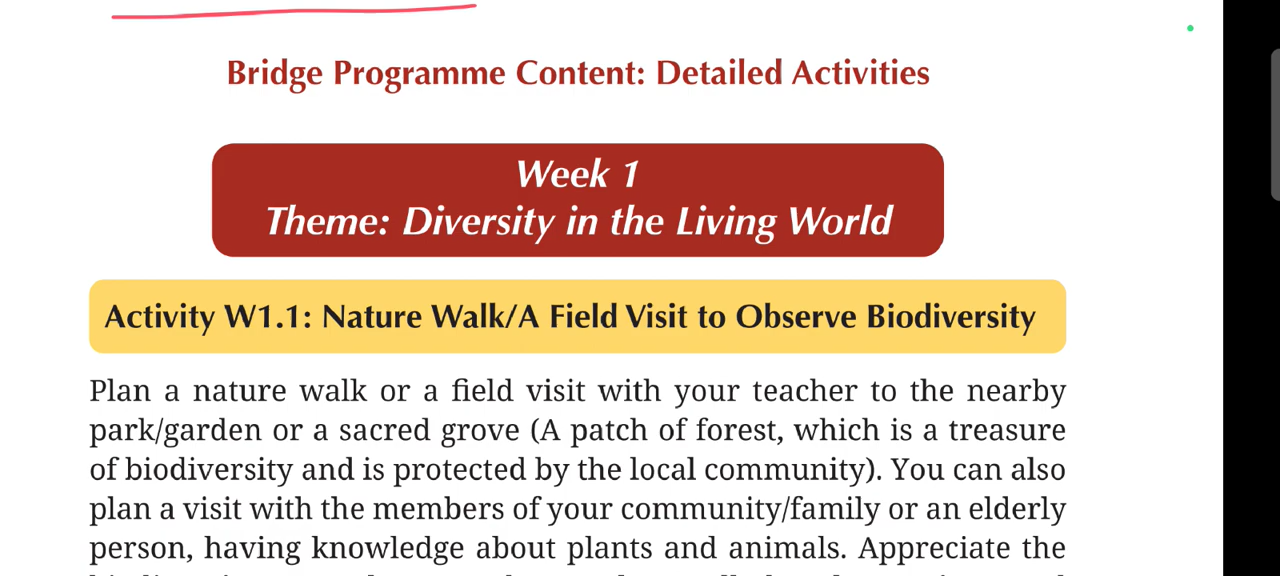 Bridge Programme Content: Detailed Activities
Week 1
Theme: Diversity in the Living World
Activity W1.1: Nature Walk/A Field Visit to Observe Biodiversity
Plan a nature walk or a field visit with your teacher to the nearby
park/garden or a sacred grove (A patch of forest, which is a treasure
of biodiversity and is protected by the local community). You can also
plan a visit with the members of your community/family or an elderly
person, having knowledge about plants and animals. Appreciate the